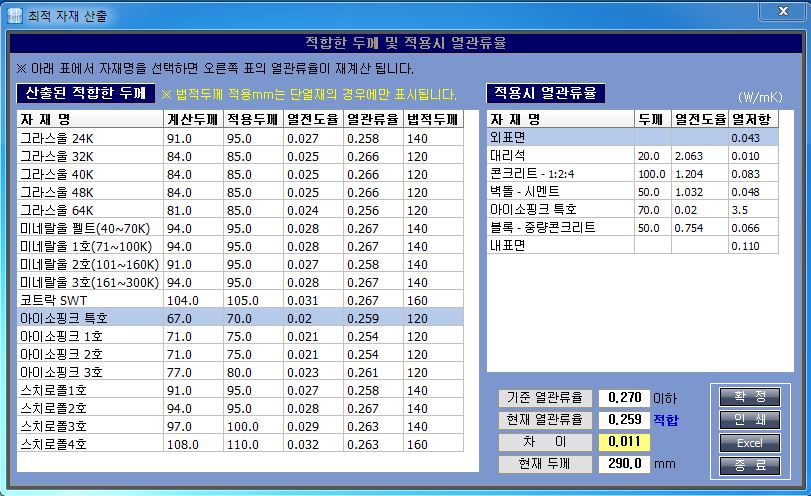 최적 자재 산출
적합한 두께 및 적용시 열관류율
※ 아래 표에서 자재명을 선택하면 오른쪽 표의 열관류율이 재계산 됩니다.
산출된 적합한 두께 ※ 법적두께 적용mm는 단열재의 경우에만 표시됩니다.
자 재 명 계산두께 적용두께 열전도율 열관류율 법적두께
그라스울 24K 91.0 95.0 0.027 0.258 140
그라스울 32K 84.0 85.0 0.025 0.266 120
그라스울 40K 84.0 85.0 0.025 0.266 120
그라스울 48K 84.0 85.0 0.025 0.266 120
그라스울 64K 81.0 85.0 0.024 0.256 120
미네랄울 펠트(40~70K) 94.0 95.0 0.028 0.267 140
미네랄울 1호(71~100K) 94.0 95.0 0.028 0.267 140
미네랄울 2호(101~160K) 91.0 95.0 0.027 0.258 140
미네랄울 3호(161~300K) 94.0 95.0 0.028 0.267 140
코트락 SWT 104.0 105.0 0.031 0.267 160
아이소핑크 특호 67.0 70.0 0.02 0.259 120
아이소핑크 1호 71.0 75.0 0.021 0.254 120
아이소핑크 2호 71.0 75.0 0.021 0.254 120
아이소핑크 3호 77.0 80.0 0.023 0.261 120
스치로폴1호 91.0 95.0 0.027 0.258 140
스치로폴2호 94.0 95.0 0.028 0.267 140
스치로폴3호 97.0 100.0 0.029 0.263 140
스치로폴4호 108.0 110.0 0.032 0.263 160
적용시 열관류율 (W/mK)
자 재 명 두께 열전도율 열저항
외표면 0.043
대리석 20.0 2.063 0.010
콘크리트 - 1:2:4 100.0 1.204 0.083
벽돌 - 시멘트 50.0 1.032 0.048
아이소핑크 특호 70.0 0.02 3.5
블록 - 중량콘크리트 50.0 0.754 0.066
내표면 0.110
기준 열관류율 0.270 이하
현재 열관류율 0.259 적합
차 이 0.011
현재 두께 290.0 mm
확 정
인 쇄
Excel
종 료